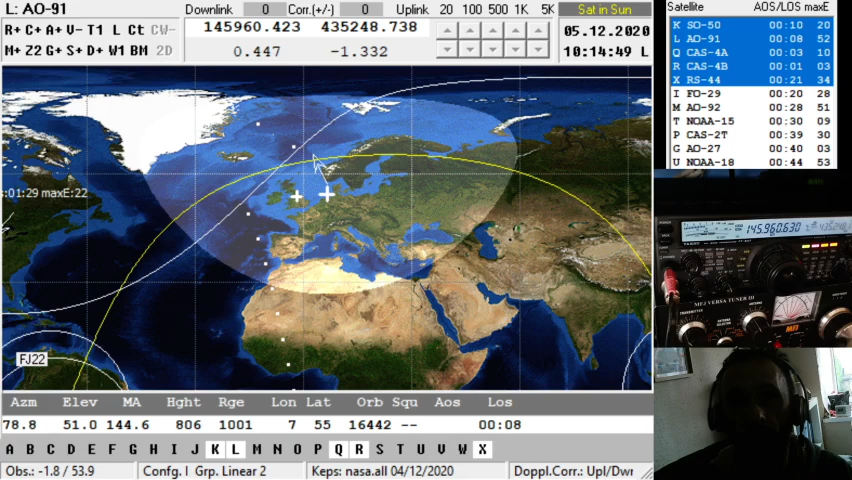 L: AO-91
Downlink 0 Corr.(+/-) 0 Uplink 20 100 500 1K 5K Sat in Sun
R+ C+ A+ V- T1 L Ct CW-
145960.423 435248.738
05.12.2020
M+ Z2 G+ S+ D+ W1 BM 2D
0.447 -1.332
10:14:49 L
Satellite AOS/LOS maxE
K SO-50 00:10 20
L AO-91 00:08 52
Q CAS-4A 00:03 10
R CAS-4B 00:01 03
X RS-44 00:21 34
I FO-29 00:20 28
M AO-92 00:28 51
T NOAA-15 00:30 09
P CAS-2T 00:39 30
G AO-27 00:40 03
U NOAA-18 00:44 53
s:01:29 maxE:22
FJ22
145.960.630
MFJ VERSA TUNER III
TRANSMITTER
ANTENNA
MFJ
Azm Elev MA Hght Rge Lon Lat Orb Squ Aos Los
78.8 51.0 144.6 806 1001 7 55 16442 -- 00:08
A B C D E F G H I J K L M N O P Q R S T U V W X
Obs.: -1.8 / 53.9 Confg. I Grp. Linear 2 Keps: nasa.all 04/12/2020 Doppl.Corr.: Upl/Dwr